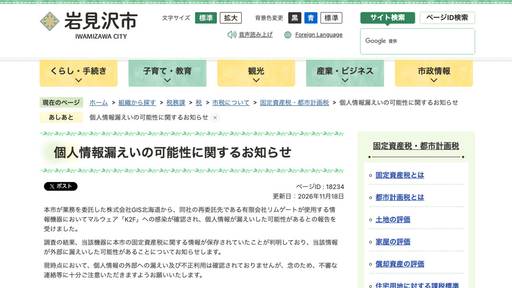 岩見沢市
IWAMIZAWA CITY
文字サイズ 標準 拡大 背景色変更 黒 青 標準
サイト検索 ページID検索
音声読み上げ Foreign Language
Google 提供
くらし・手続き 子育て・教育 観光 産業・ビジネス 市政情報
現在のページ ホーム > 組織から探す > 税務課 > 税 > 市税について > 固定資産税・都市計画税 > 個人情報漏えいの可能性に関するお知らせ
あしあと 個人情報漏えいの可能性に関するお知らせ ×
個人情報漏えいの可能性に関するお知らせ
X ポスト
ページID : 18234
更新日：2026年11月18日
本市が業務を委託した株式会社GIS北海道から、同社の再委託先である有限会社リムゲートが使用する情
報機器においてマルウェア「K2F」への感染が確認され、個人情報が漏えいした可能性があるとの報告を
受けました。
調査の結果、当該機器に本市の固定資産税に関する情報が保存されていたことが判明しており、当該情報
が外部に漏えいした可能性があることについてお知らせします。
現時点において、個人情報の外部への漏えい及び不正利用は確認されておりませんが、念のため、不審な
連絡等に十分ご注意いただきますようお願いいたします。
固定資産税・都市計画税
固定資産税とは
都市計画税とは
土地の評価
家屋の評価
償却資産の評価
住宅用地に対する課税標準